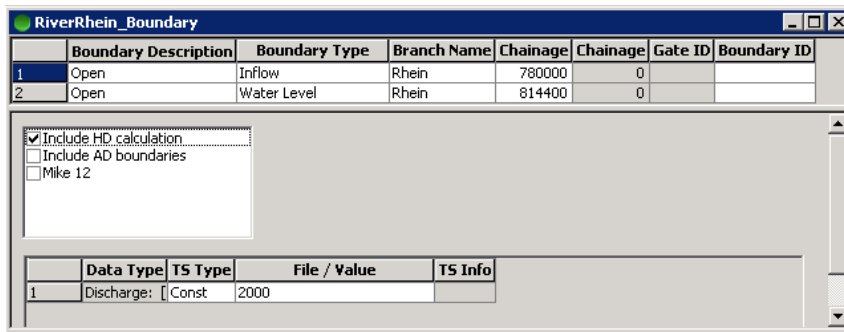 RiverRhein_Boundary
Boundary Description Boundary Type Branch Name Chainage Chainage Gate ID Boundary ID
1 Open Inflow Rhein 780000 0
2 Open Water Level Rhein 814400 0
Include HD calculation
Include AD boundaries
Mike 12
Data Type TS Type File / Value TS Info
1 Discharge: [ Const 2000